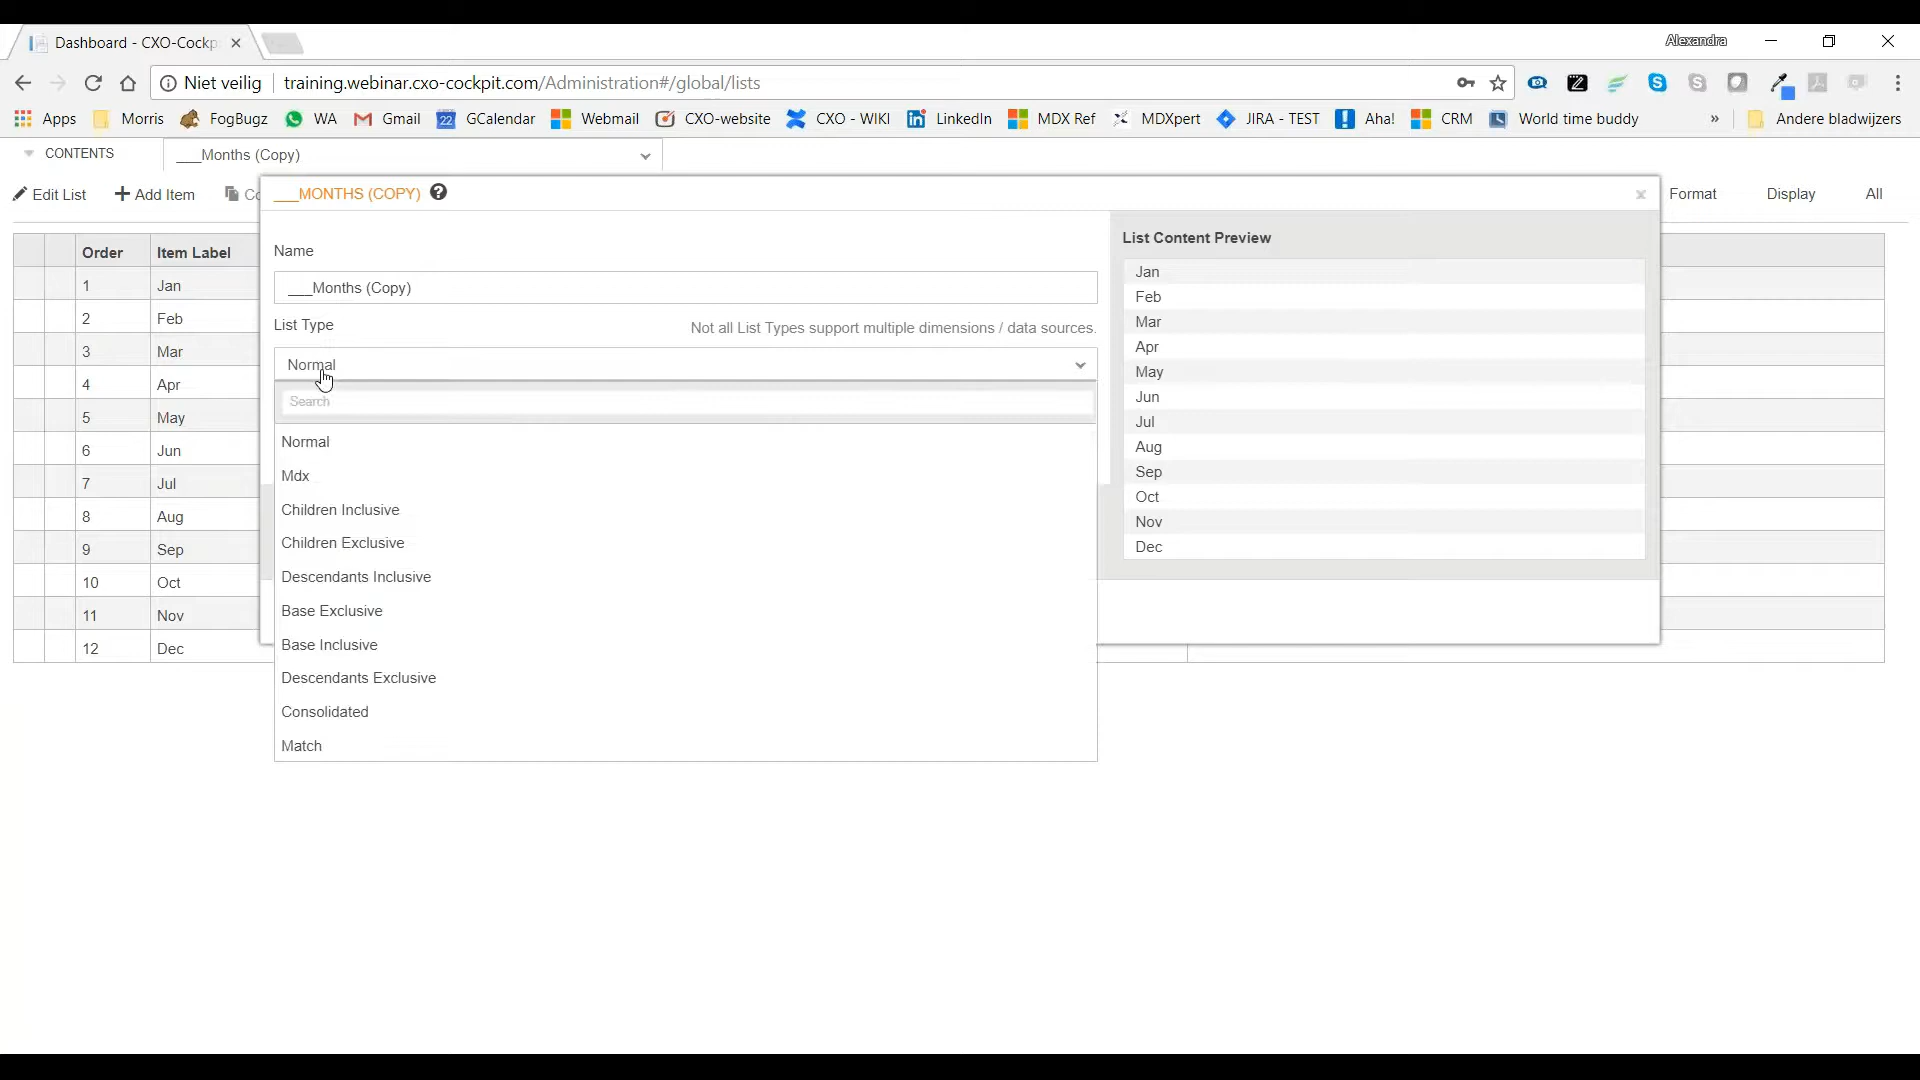 Dashboard - CXO-Cockp
Alexandra
Niet veilig training.webinar.cxo-cockpit.com/Administration#/global/lists
Apps Morris FogBugz WA Gmail 22 GCalendar Webmail CXO-website CXO - WIKI LinkedIn MDX Ref MDXpert JIRA - TEST Aha! CRM World time buddy » Andere bladwijzers
CONTENTS ___Months (Copy)
Edit List Add Item Co ___MONTHS (COPY) Format Display All
Order Item Label
1 Jan
2 Feb
3 Mar
4 Apr
5 May
6 Jun
7 Jul
8 Aug
9 Sep
10 Oct
11 Nov
12 Dec
Name
___Months (Copy)
List Type Not all List Types support multiple dimensions / data sources.
Normal
Search
Normal
Mdx
Children Inclusive
Children Exclusive
Descendants Inclusive
Base Exclusive
Base Inclusive
Descendants Exclusive
Consolidated
Match
List Content Preview
Jan
Feb
Mar
Apr
May
Jun
Jul
Aug
Sep
Oct
Nov
Dec